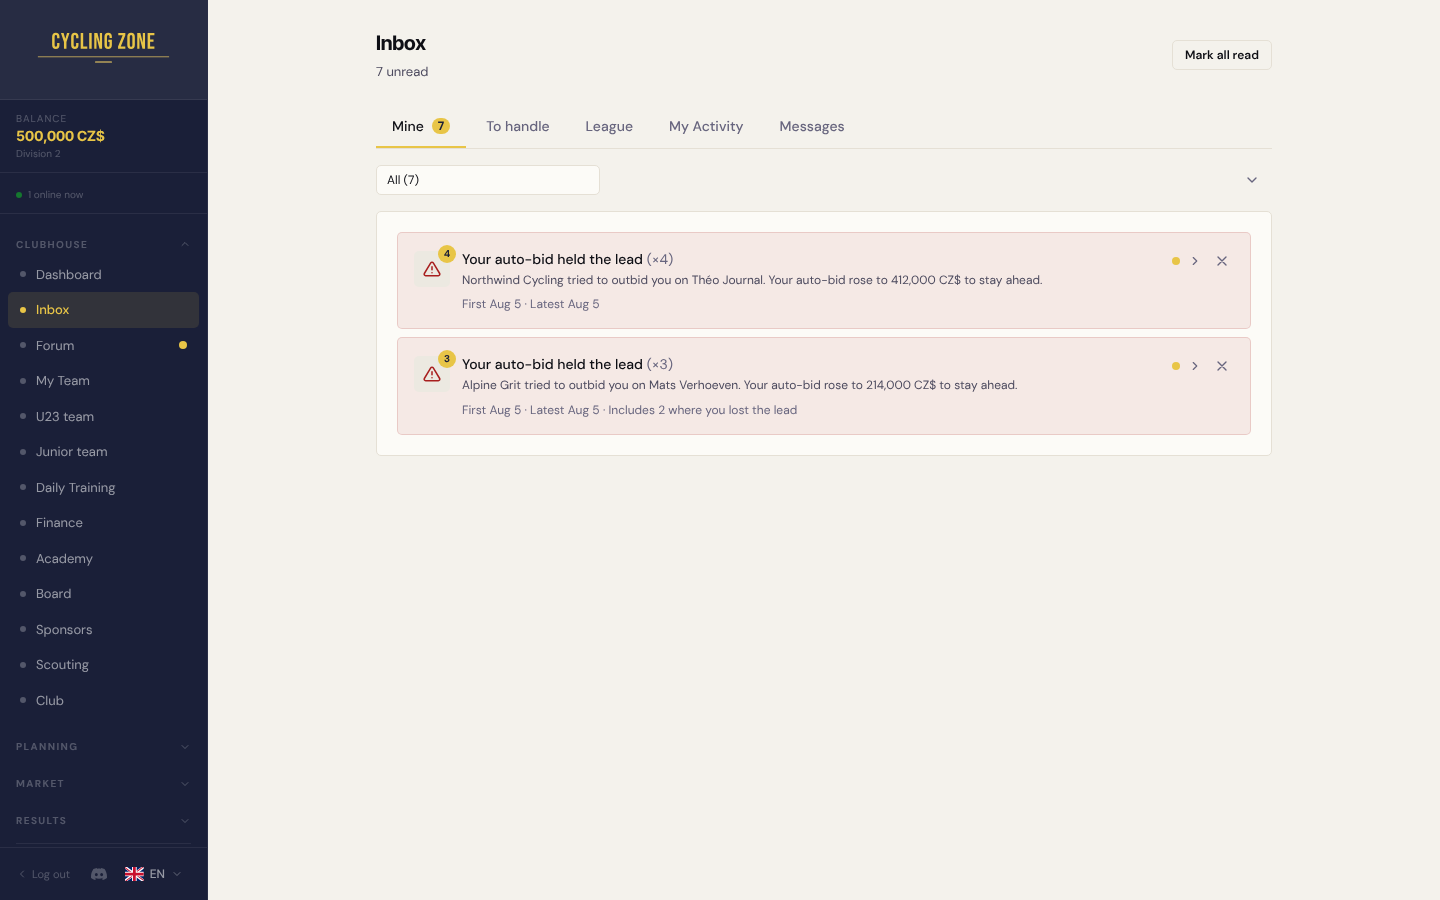 CYCLING ZONE
BALANCE
500,000 CZ$
Division 2
1 online now
CLUBHOUSE
Dashboard
Inbox
Forum
My Team
U23 team
Junior team
Daily Training
Finance
Academy
Board
Sponsors
Scouting
Club
PLANNING
MARKET
RESULTS
Log out
EN
Inbox
7 unread
Mark all read
Mine 7
To handle
League
My Activity
Messages
All (7)
4
Your auto-bid held the lead (×4)
Northwind Cycling tried to outbid you on Théo Journal. Your auto-bid rose to 412,000 CZ$ to stay ahead.
First Aug 5 · Latest Aug 5
3
Your auto-bid held the lead (×3)
Alpine Grit tried to outbid you on Mats Verhoeven. Your auto-bid rose to 214,000 CZ$ to stay ahead.
First Aug 5 · Latest Aug 5 · Includes 2 where you lost the lead